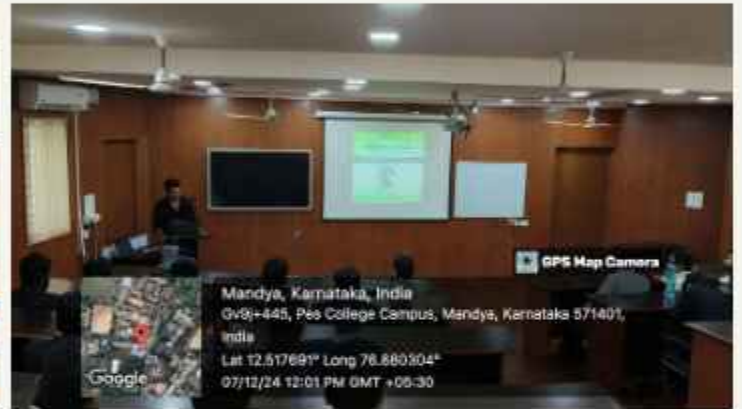 GPS Map Camera
Mandya, Karnataka, India
Gv9j+445, Pes College Campus, Mandya, Karnataka 571401,
India
Lat 12.517691° Long 76.880304°
07/12/24 12:01 PM GMT +05:30
Google